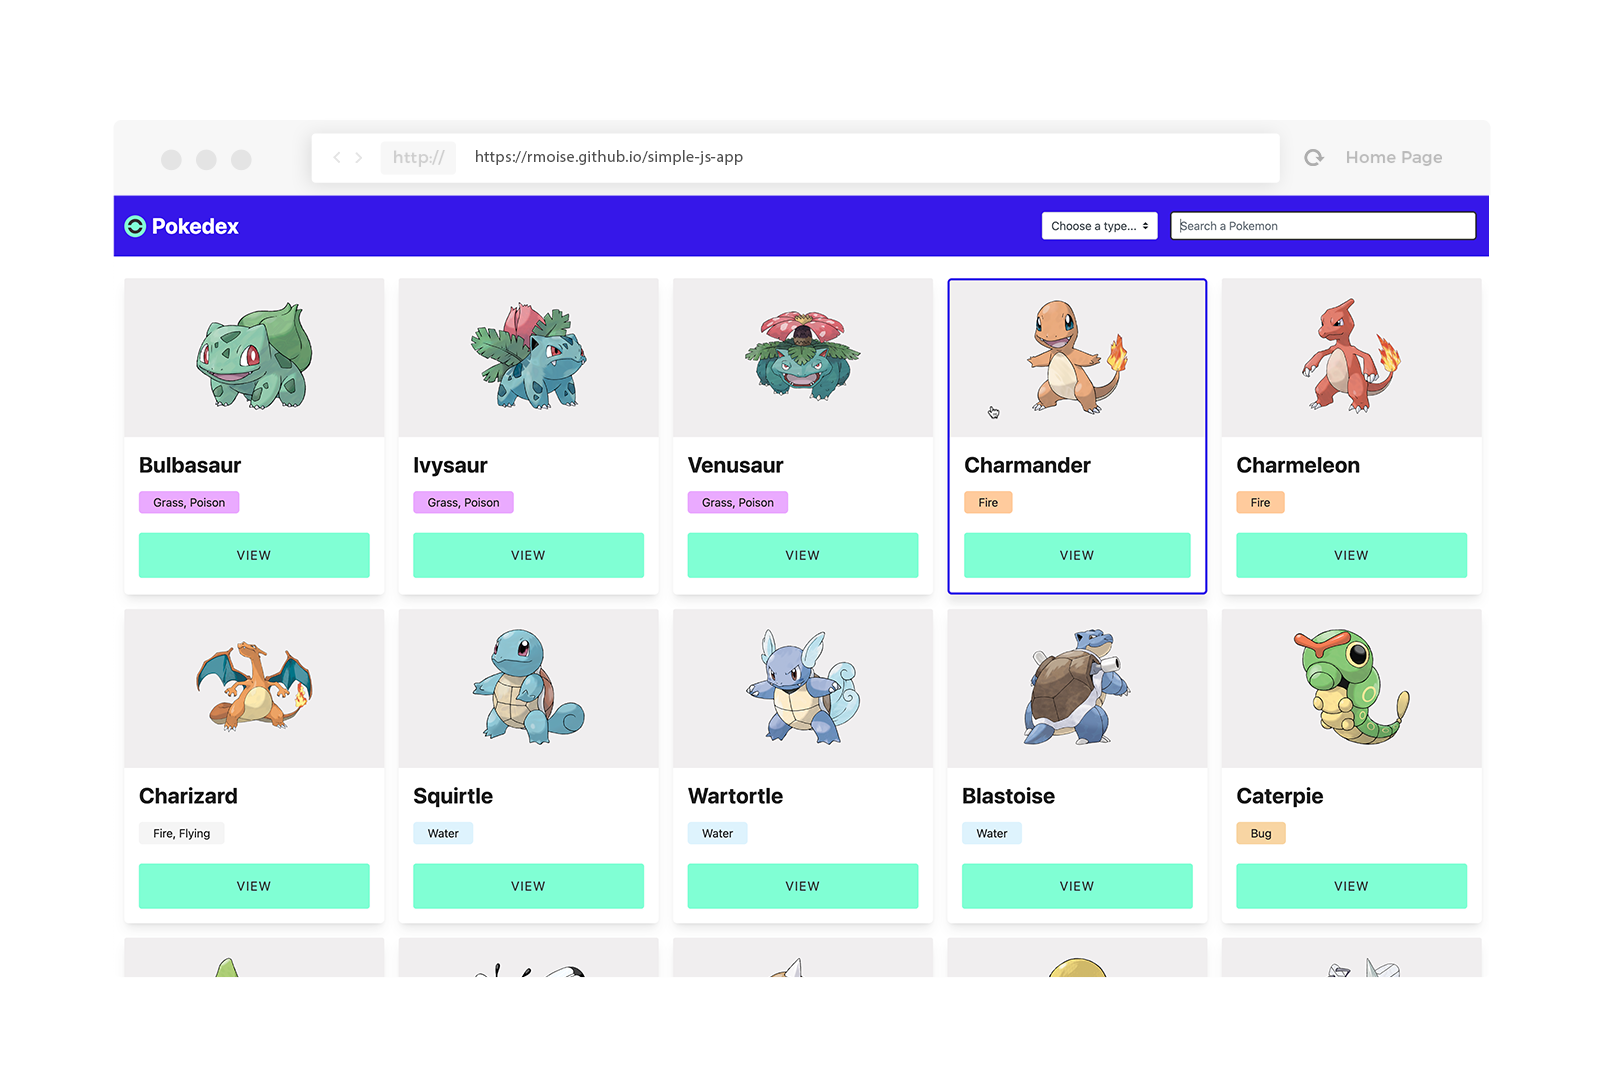 http:// https://rmoise.github.io/simple-js-app Home Page
Pokedex Choose a type... Search a Pokemon
Bulbasaur Ivysaur Venusaur Charmander Charmeleon
Grass, Poison Grass, Poison Grass, Poison Fire Fire
VIEW VIEW VIEW VIEW VIEW
Charizard Squirtle Wartortle Blastoise Caterpie
Fire, Flying Water Water Water Bug
VIEW VIEW VIEW VIEW VIEW